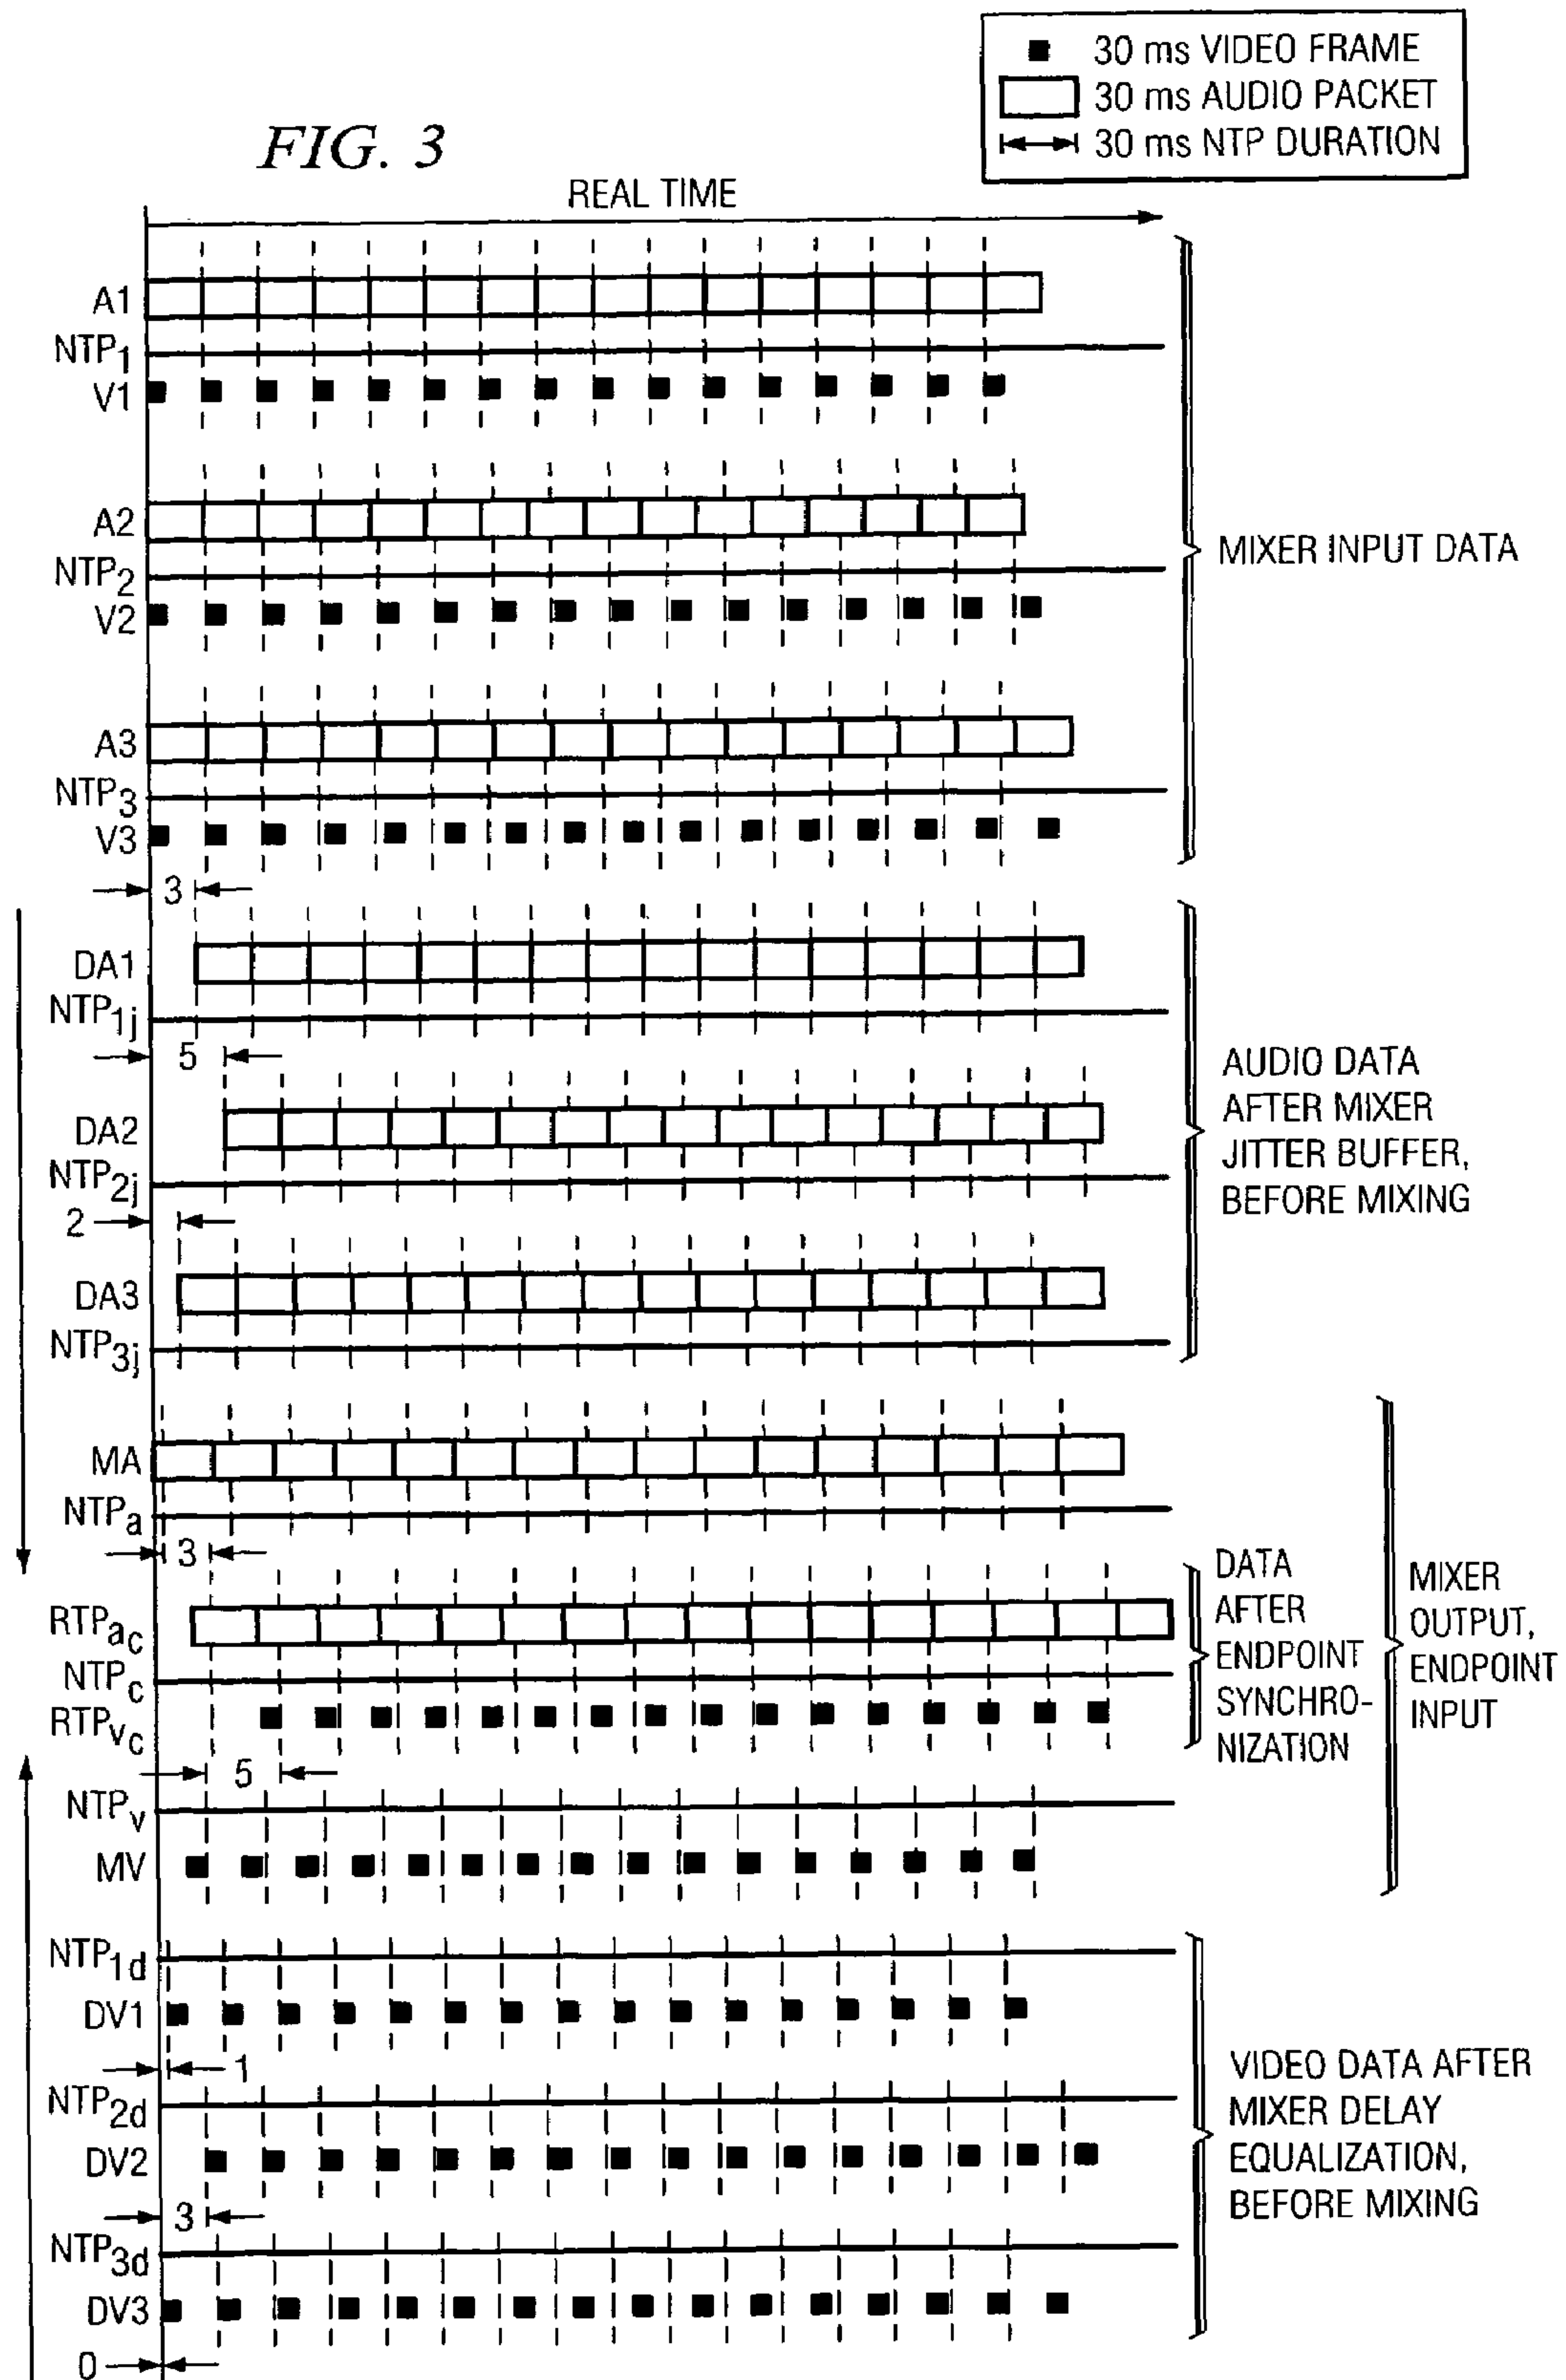 30 ms VIDEO FRAME
30 ms AUDIO PACKET
30 ms NTP DURATION
FIG. 3
REAL TIME
A1
NTP1
V1
A2
NTP2
V2
A3
NTP3
V3
MIXER INPUT DATA
3
DA1
NTP1j
5
DA2
NTP2j
2
DA3
NTP3j
AUDIO DATA
AFTER MIXER
JITTER BUFFER,
BEFORE MIXING
MA
NTPa
3
RTPac
NTPc
RTPvc
DATA
AFTER
ENDPOINT
SYNCHRO-
NIZATION
MIXER
OUTPUT,
ENDPOINT
INPUT
5
NTPv
MV
NTP1d
DV1
1
NTP2d
DV2
3
NTP3d
DV3
0
VIDEO DATA AFTER
MIXER DELAY
EQUALIZATION,
BEFORE MIXING